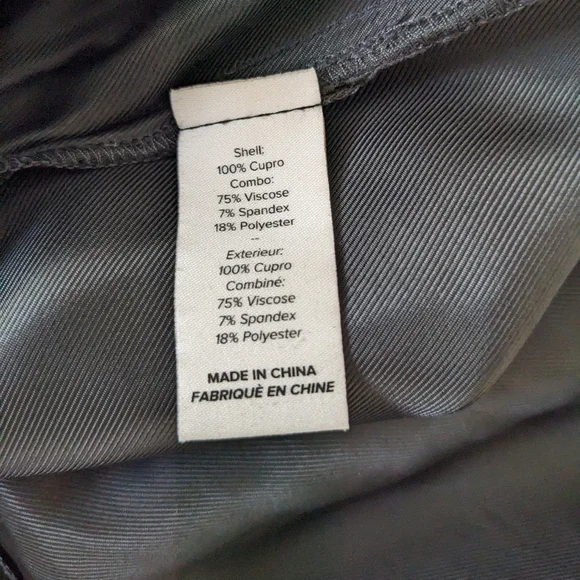 Shell:
100% Cupro
Combo:
75% Viscose
7% Spandex
18% Polyester
--
Exterieur:
100% Cupro
Combiné:
75% Viscose
7% Spandex
18% Polyester
MADE IN CHINA
FABRIQUÈ EN CHINE